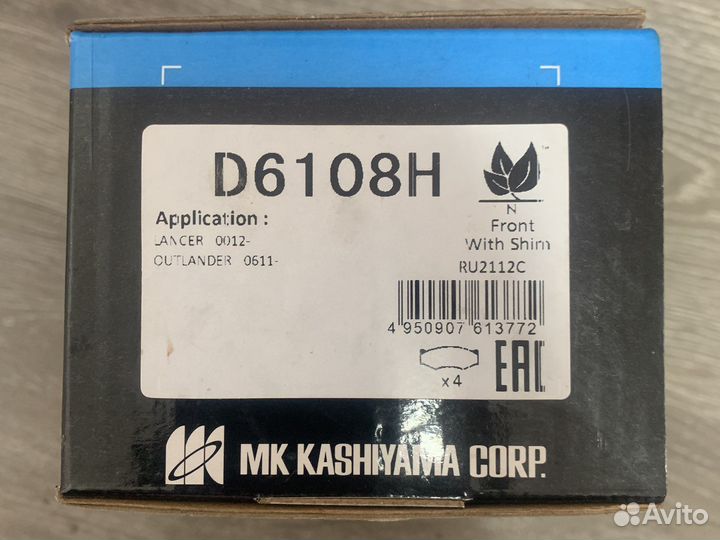 D6108H
N
Application :
LANCER 0012-
OUTLANDER 0611-
Front
With Shim
RU2112C
4 950907 613772
x4
EAC
MK KASHIYAMA CORP.
Avito